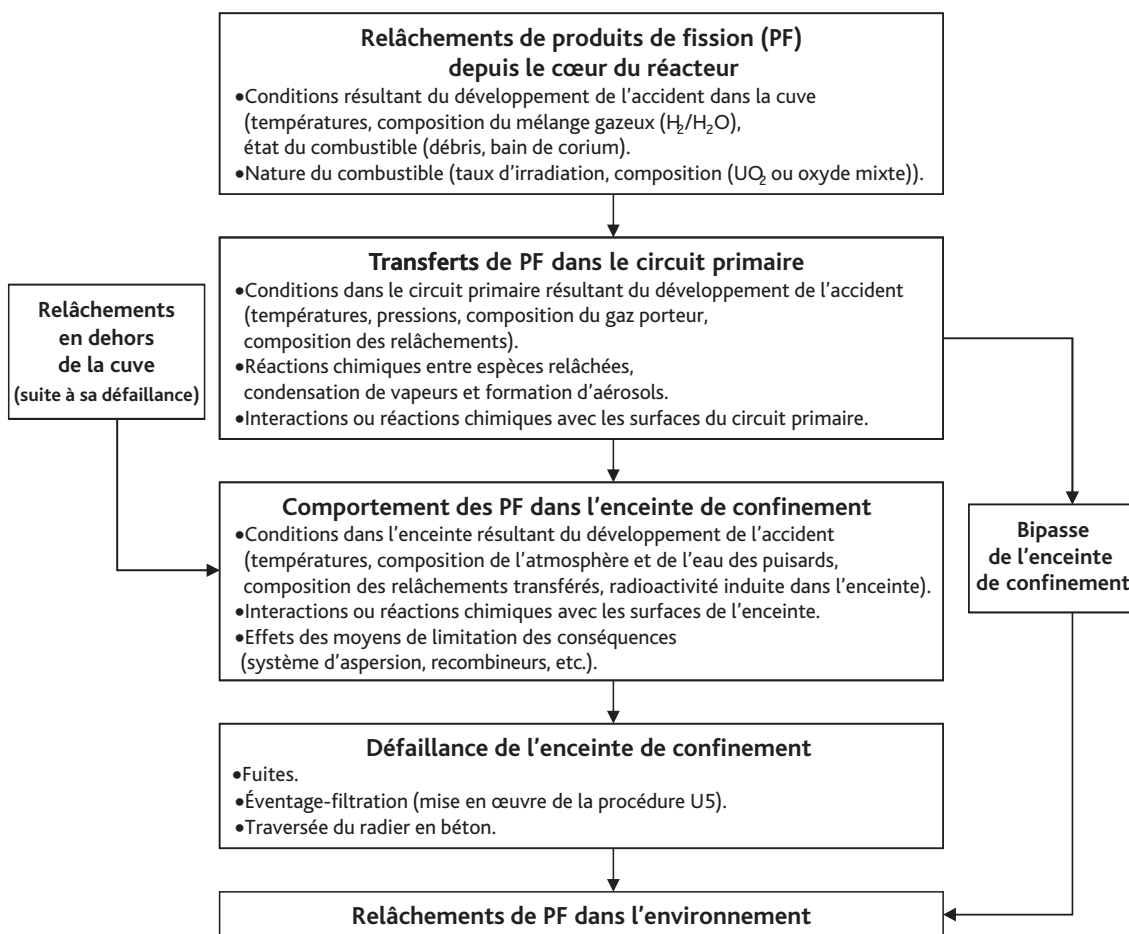 Relâchements de produits de fission (PF)
depuis le cœur du réacteur
•Conditions résultant du développement de l'accident dans la cuve
(températures, composition du mélange gazeux (H₂/H₂O),
état du combustible (débris, bain de corium).
•Nature du combustible (taux d'irradiation, composition (UO₂ ou oxyde mixte)).
Transferts de PF dans le circuit primaire
•Conditions dans le circuit primaire résultant du développement de l'accident
(températures, pressions, composition du gaz porteur,
composition des relâchements).
•Réactions chimiques entre espèces relâchées,
condensation de vapeurs et formation d'aérosols.
•Interactions ou réactions chimiques avec les surfaces du circuit primaire.
Relâchements
en dehors
de la cuve
(suite à sa défaillance)
Comportement des PF dans l'enceinte de confinement
•Conditions dans l'enceinte résultant du développement de l'accident
(températures, composition de l'atmosphère et de l'eau des puisards,
composition des relâchements transférés, radioactivité induite dans l'enceinte).
•Interactions ou réactions chimiques avec les surfaces de l'enceinte.
•Effets des moyens de limitation des conséquences
(système d'aspersion, recombineurs, etc.).
Bipasse
de l'enceinte
de confinement
Défaillance de l'enceinte de confinement
•Fuites.
•Éventage-filtration (mise en œuvre de la procédure U5).
•Traversée du radier en béton.
Relâchements de PF dans l'environnement